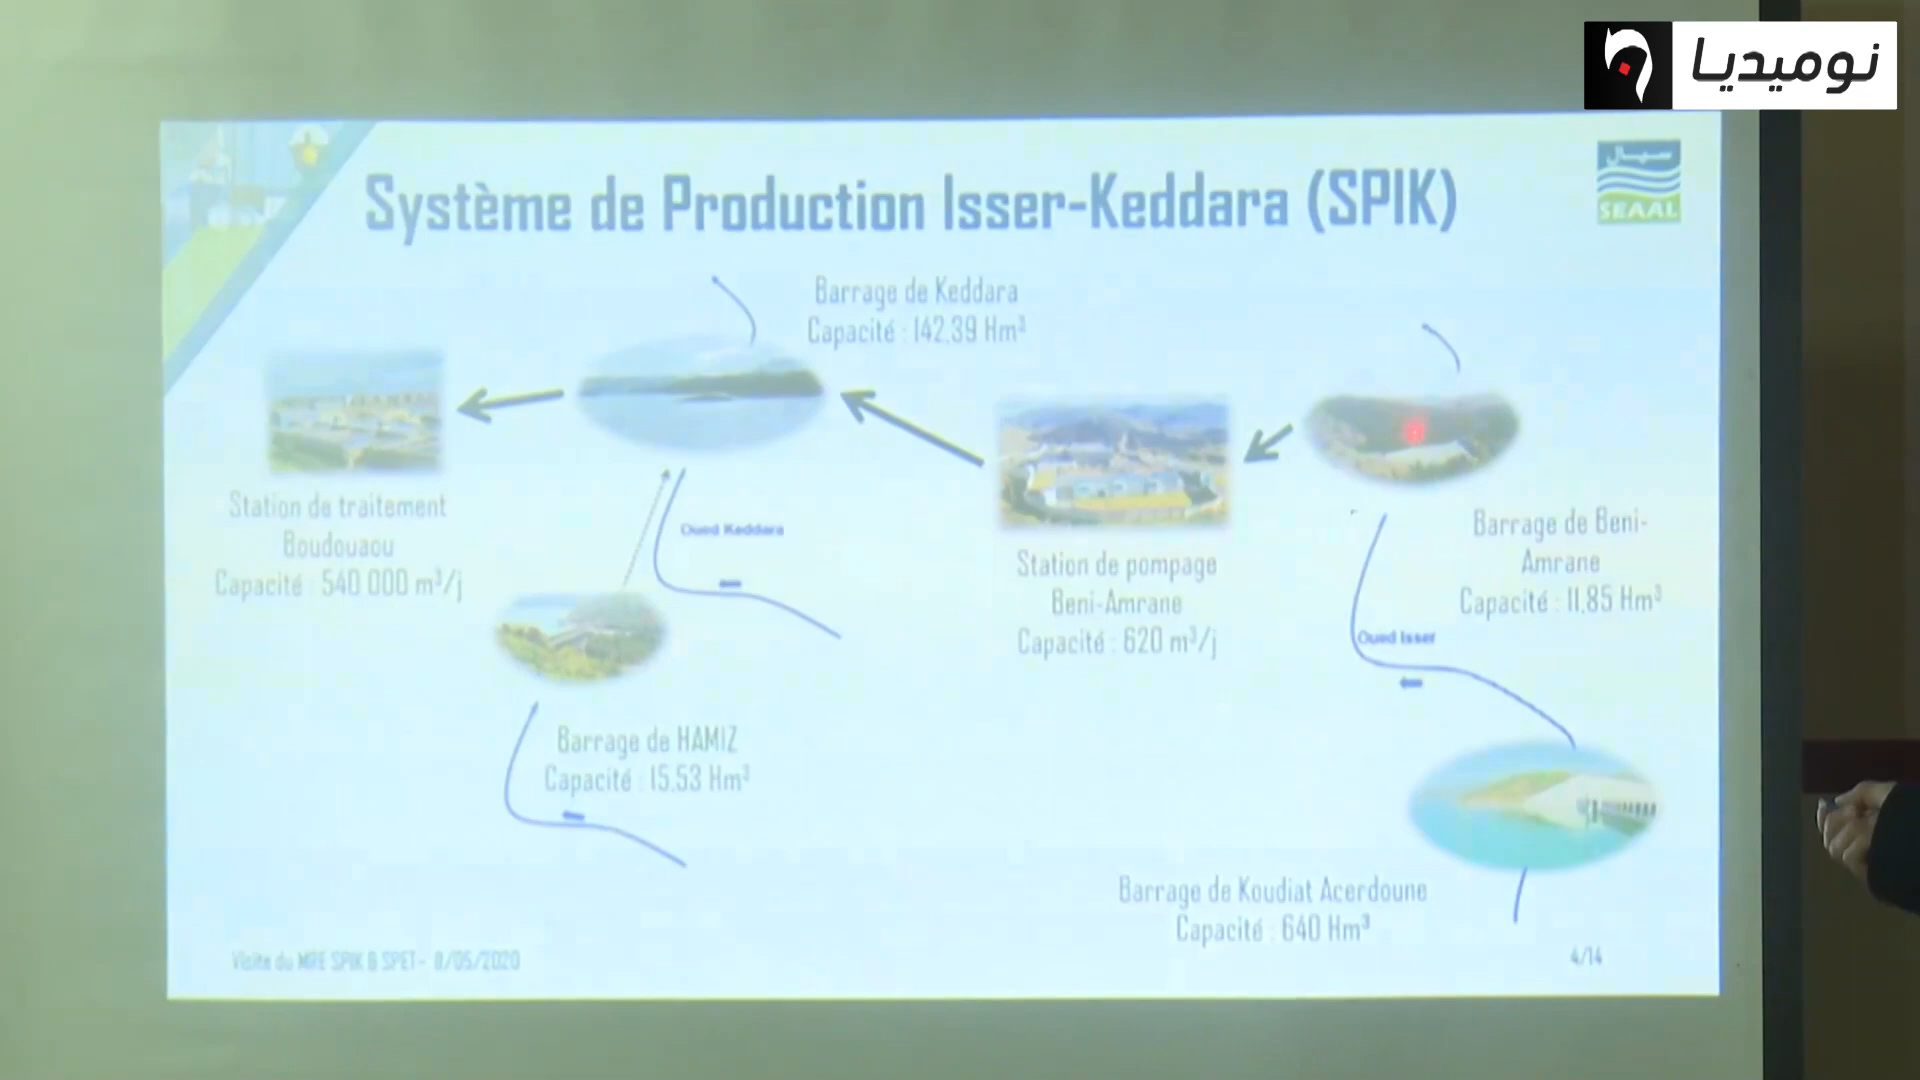 نوميديا
سيال
SEAAL
Système de Production Isser-Keddara (SPIK)
Barrage de Keddara
Capacité : 142,39 Hm³
Station de traitement
Boudouaou
Capacité : 540 000 m³/j
Oued Keddara
Station de pompage
Beni-Amrane
Capacité : 620 m³/j
Barrage de Beni-
Amrane
Capacité : 11,85 Hm³
Oued Isser
Barrage de HAMIZ
Capacité : 15,53 Hm³
Barrage de Koudiat Acerdoune
Capacité : 640 Hm³
Visite du MRE SPIK & SPET- 11/05/2020
4/14